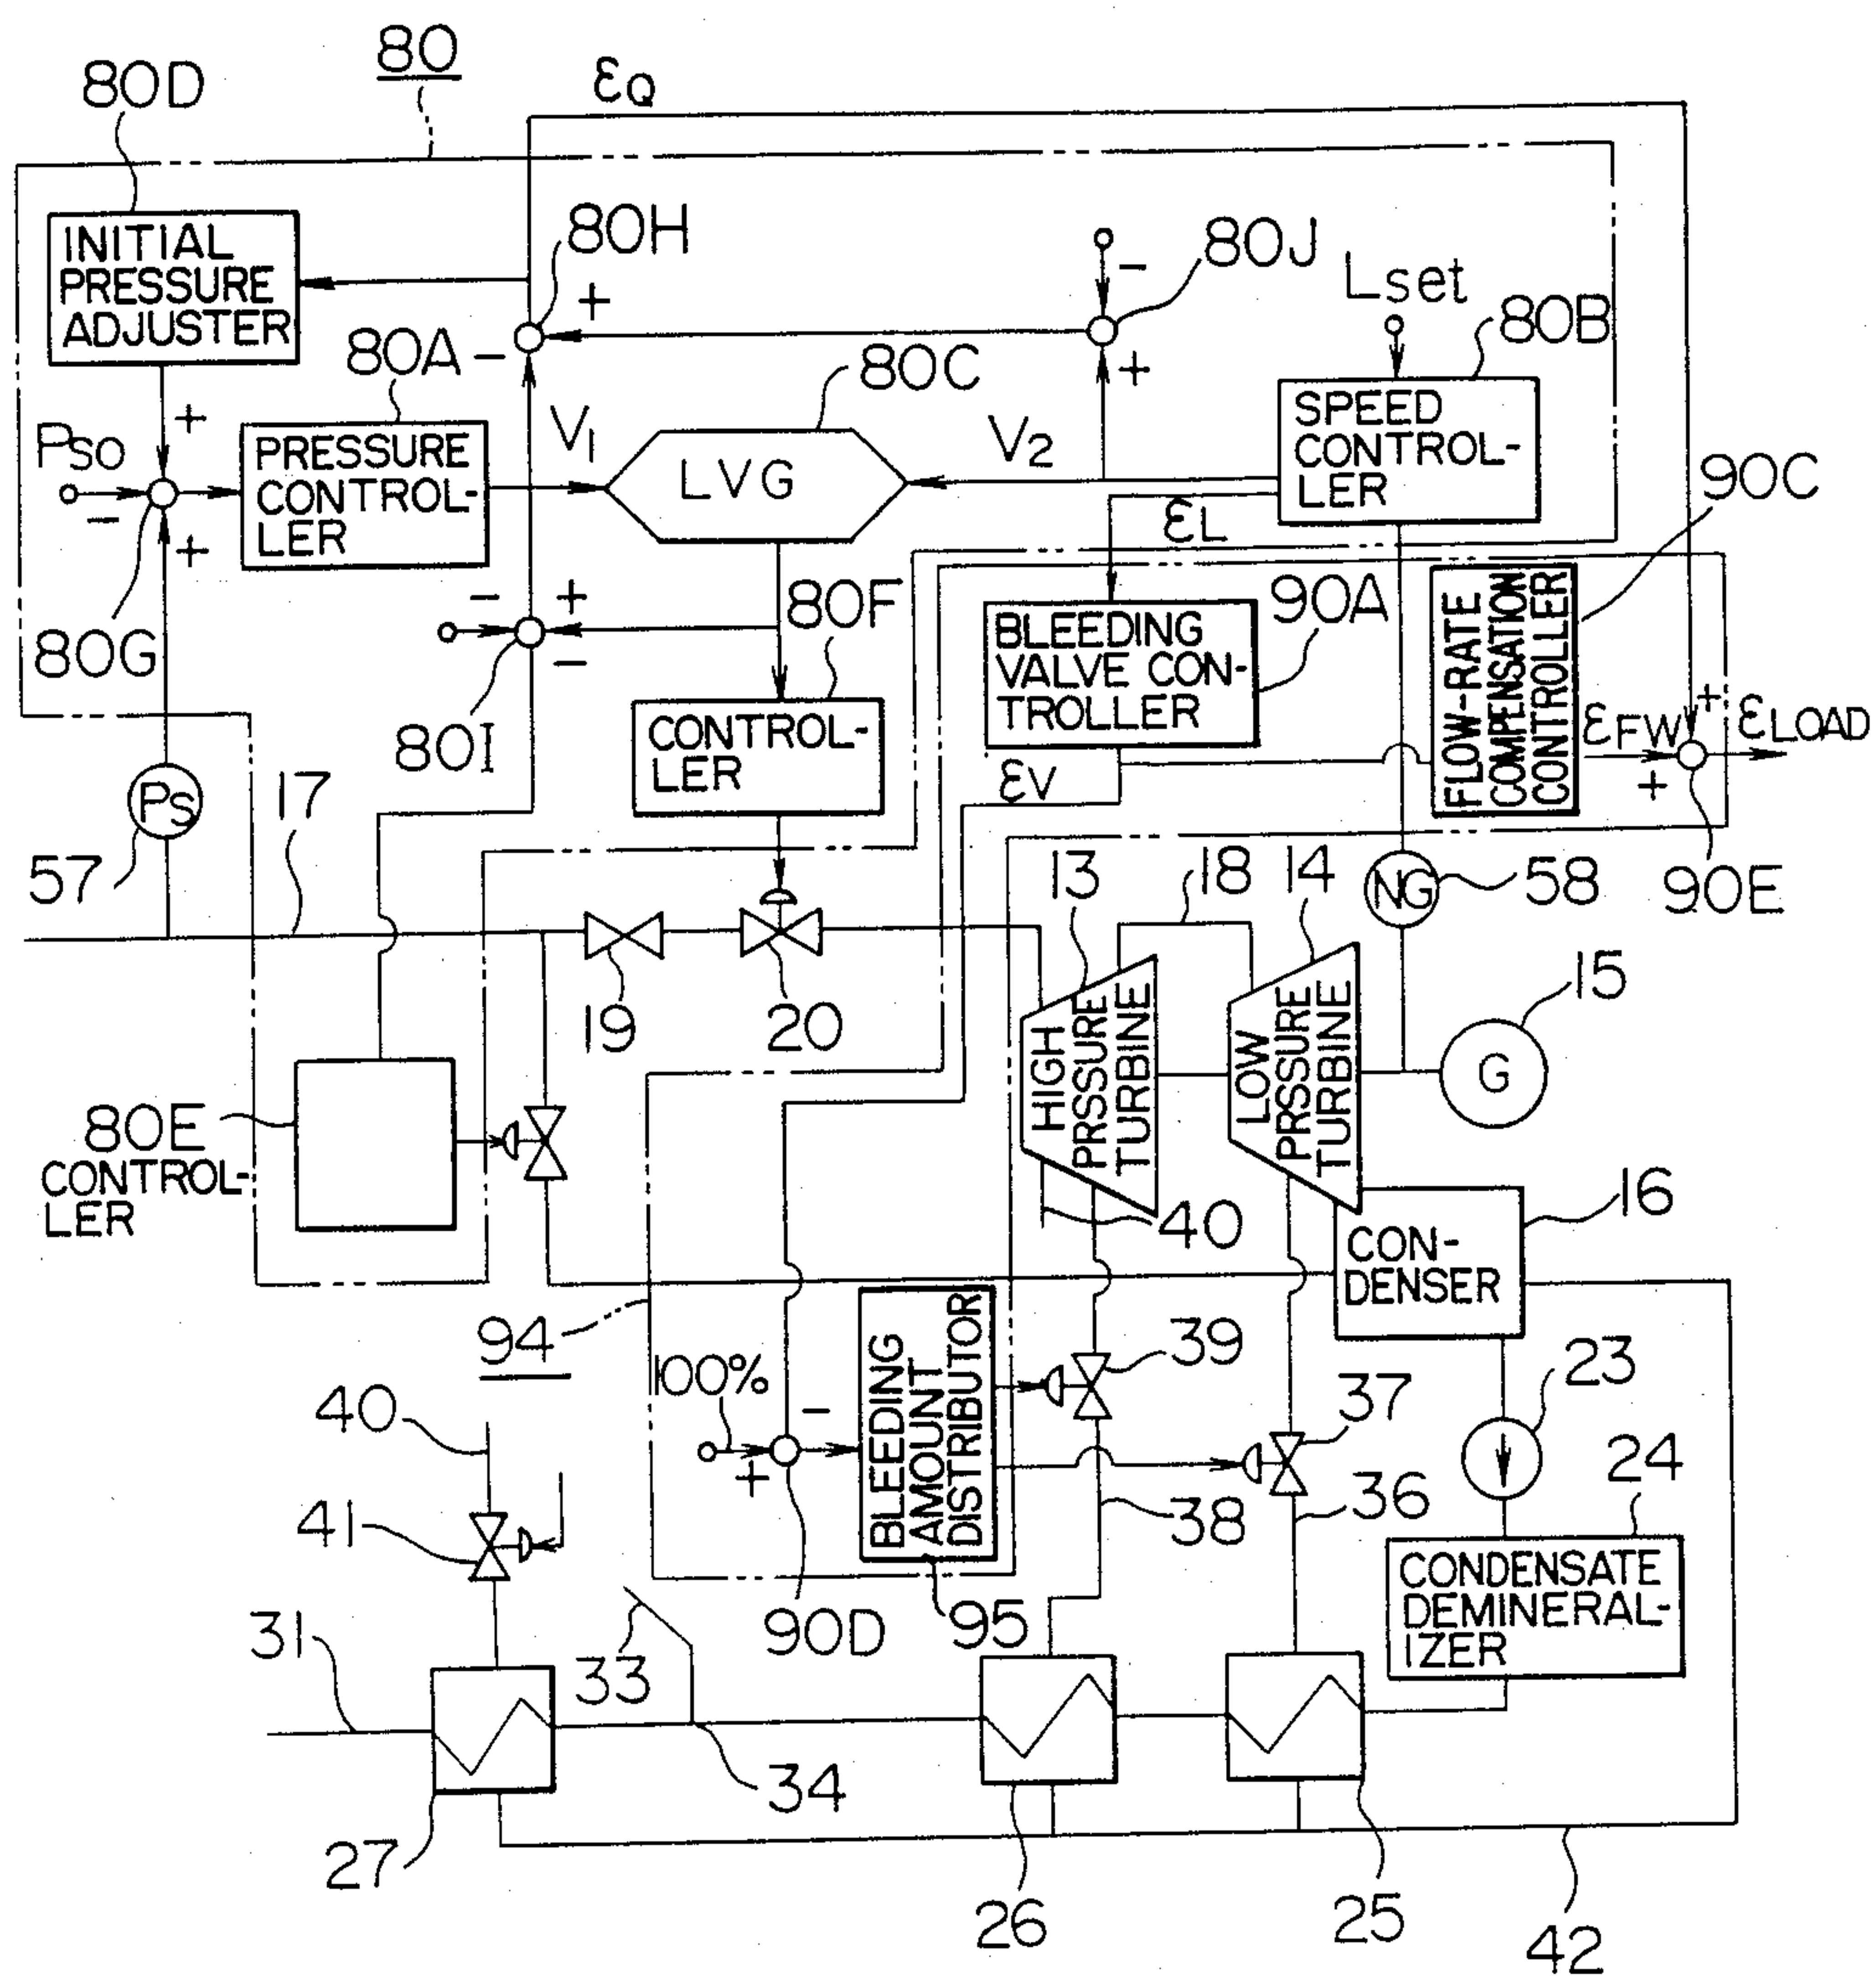 80
εQ
80D
INITIAL
PRESSURE
ADJUSTER
80H
+
-
80J
-
+
Lset
80B
SPEED
CONTROL-
LER
80A
PRESSURE
CONTROL-
LER
PSO
+
-
+
80G
V1
80C
LVG
V2
εL
90C
FLOW-RATE
COMPENSATION
CONTROLLER
80F
CONTROL-
LER
-
+
-
80I
BLEEDING
VALVE CON-
TROLLER
90A
εV
εFW
+
+
εLOAD
90E
PS
57
17
19
20
13
18
14
NG
58
HIGH
PRSSURE
TURBINE
LOW
PRSSURE
TURBINE
15
G
80E
CONTROL-
LER
40
16
CON-
DENSER
94
100%
-
+
90D
BLEEDING
AMOUNT
DISTRIBUTOR
95
39
37
23
24
38
36
CONDENSATE
DEMINERAL-
IZER
40
41
31
33
34
27
26
25
42